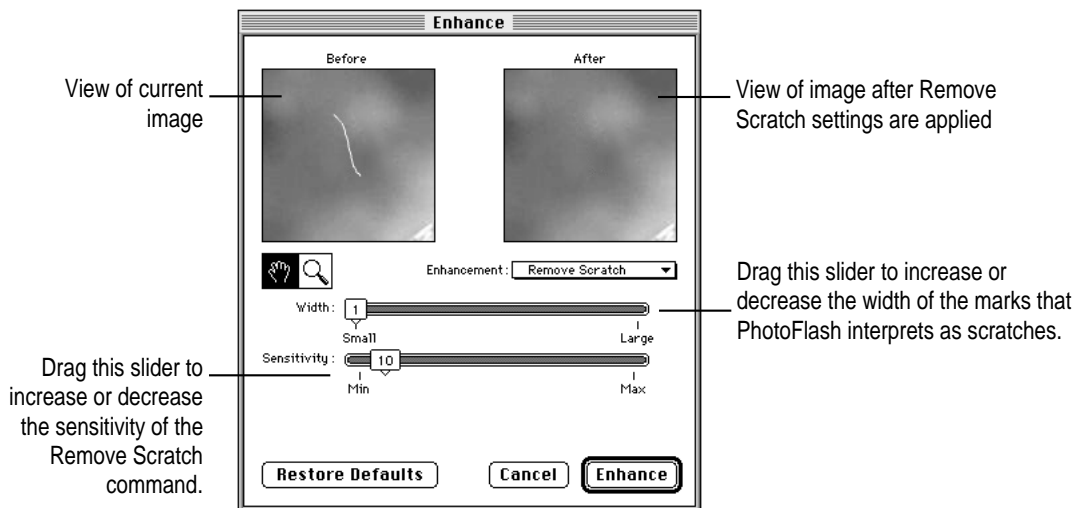 Enhance
Before
After
View of current
image
View of image after Remove
Scratch settings are applied
Enhancement: Remove Scratch
Width: 1
Small
Large
Drag this slider to increase or
decrease the width of the marks that
PhotoFlash interprets as scratches.
Sensitivity: 10
Min
Max
Drag this slider to
increase or decrease
the sensitivity of the
Remove Scratch
command.
Restore Defaults
Cancel
Enhance